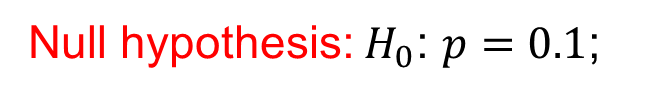 Null hypothesis: H₀: p = 0.1;